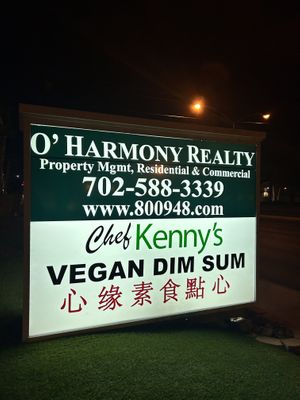 O' HARMONY REALTY
Property Mgmt, Residential & Commercial
702-588-3339
www.800948.com
Chef Kenny's
VEGAN DIM SUM
心缘素食點心